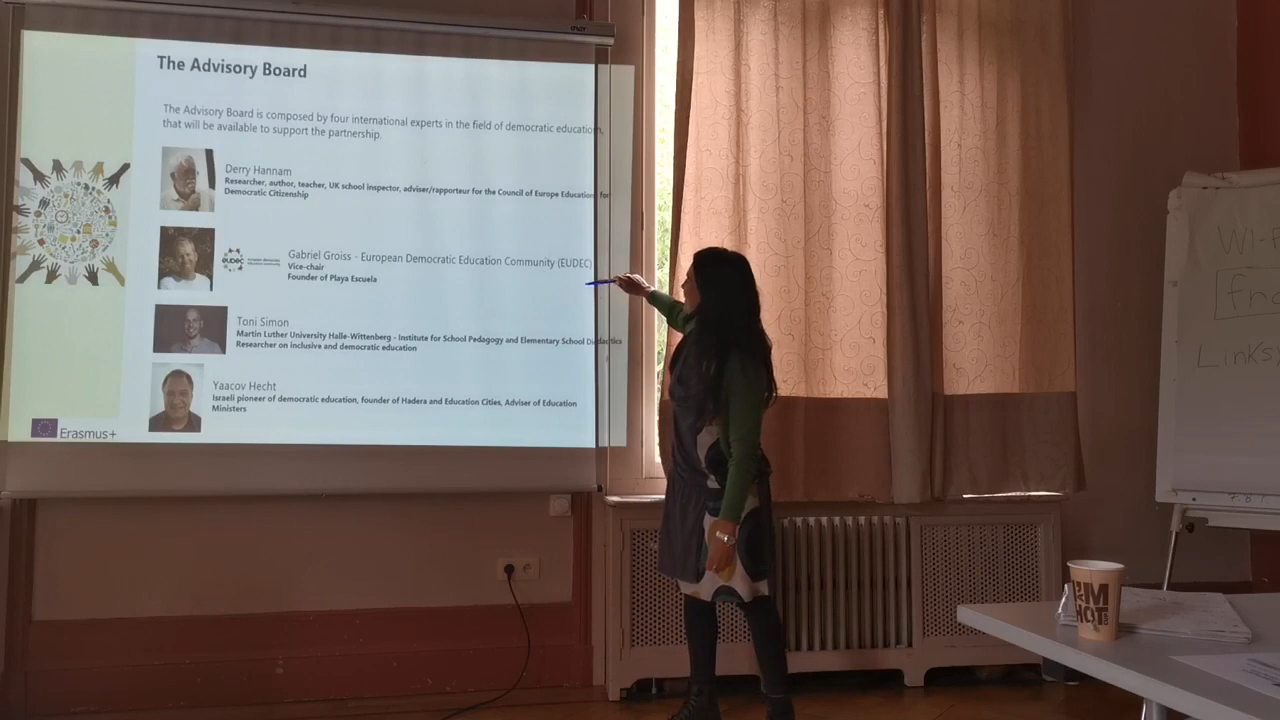 The Advisory Board
The Advisory Board is composed by four international experts in the field of democratic education,
that will be available to support the partnership.
Derry Hannam
Researcher, author, teacher, UK school inspector, adviser/rapporteur for the Council of Europe Education for
Democratic Citizenship
eudec
Gabriel Groiss - European Democratic Education Community (EUDEC)
Vice-chair
Founder of Playa Escuela
Toni Simon
Martin Luther University Halle-Wittenberg - Institute for School Pedagogy and Elementary School Didactics
Researcher on inclusive and democratic education
Yaacov Hecht
Israeli pioneer of democratic education, founder of Hadera and Education Cities, Adviser of Education
Ministers
Erasmus+